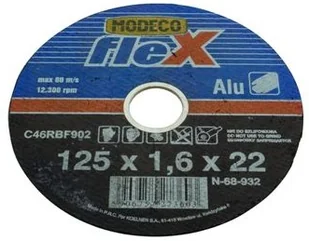 MODECO
fleX
max 80 m/s
12.300 rpm
Alu
C46RBF902
125 x 1,6 x 22
N-68-932